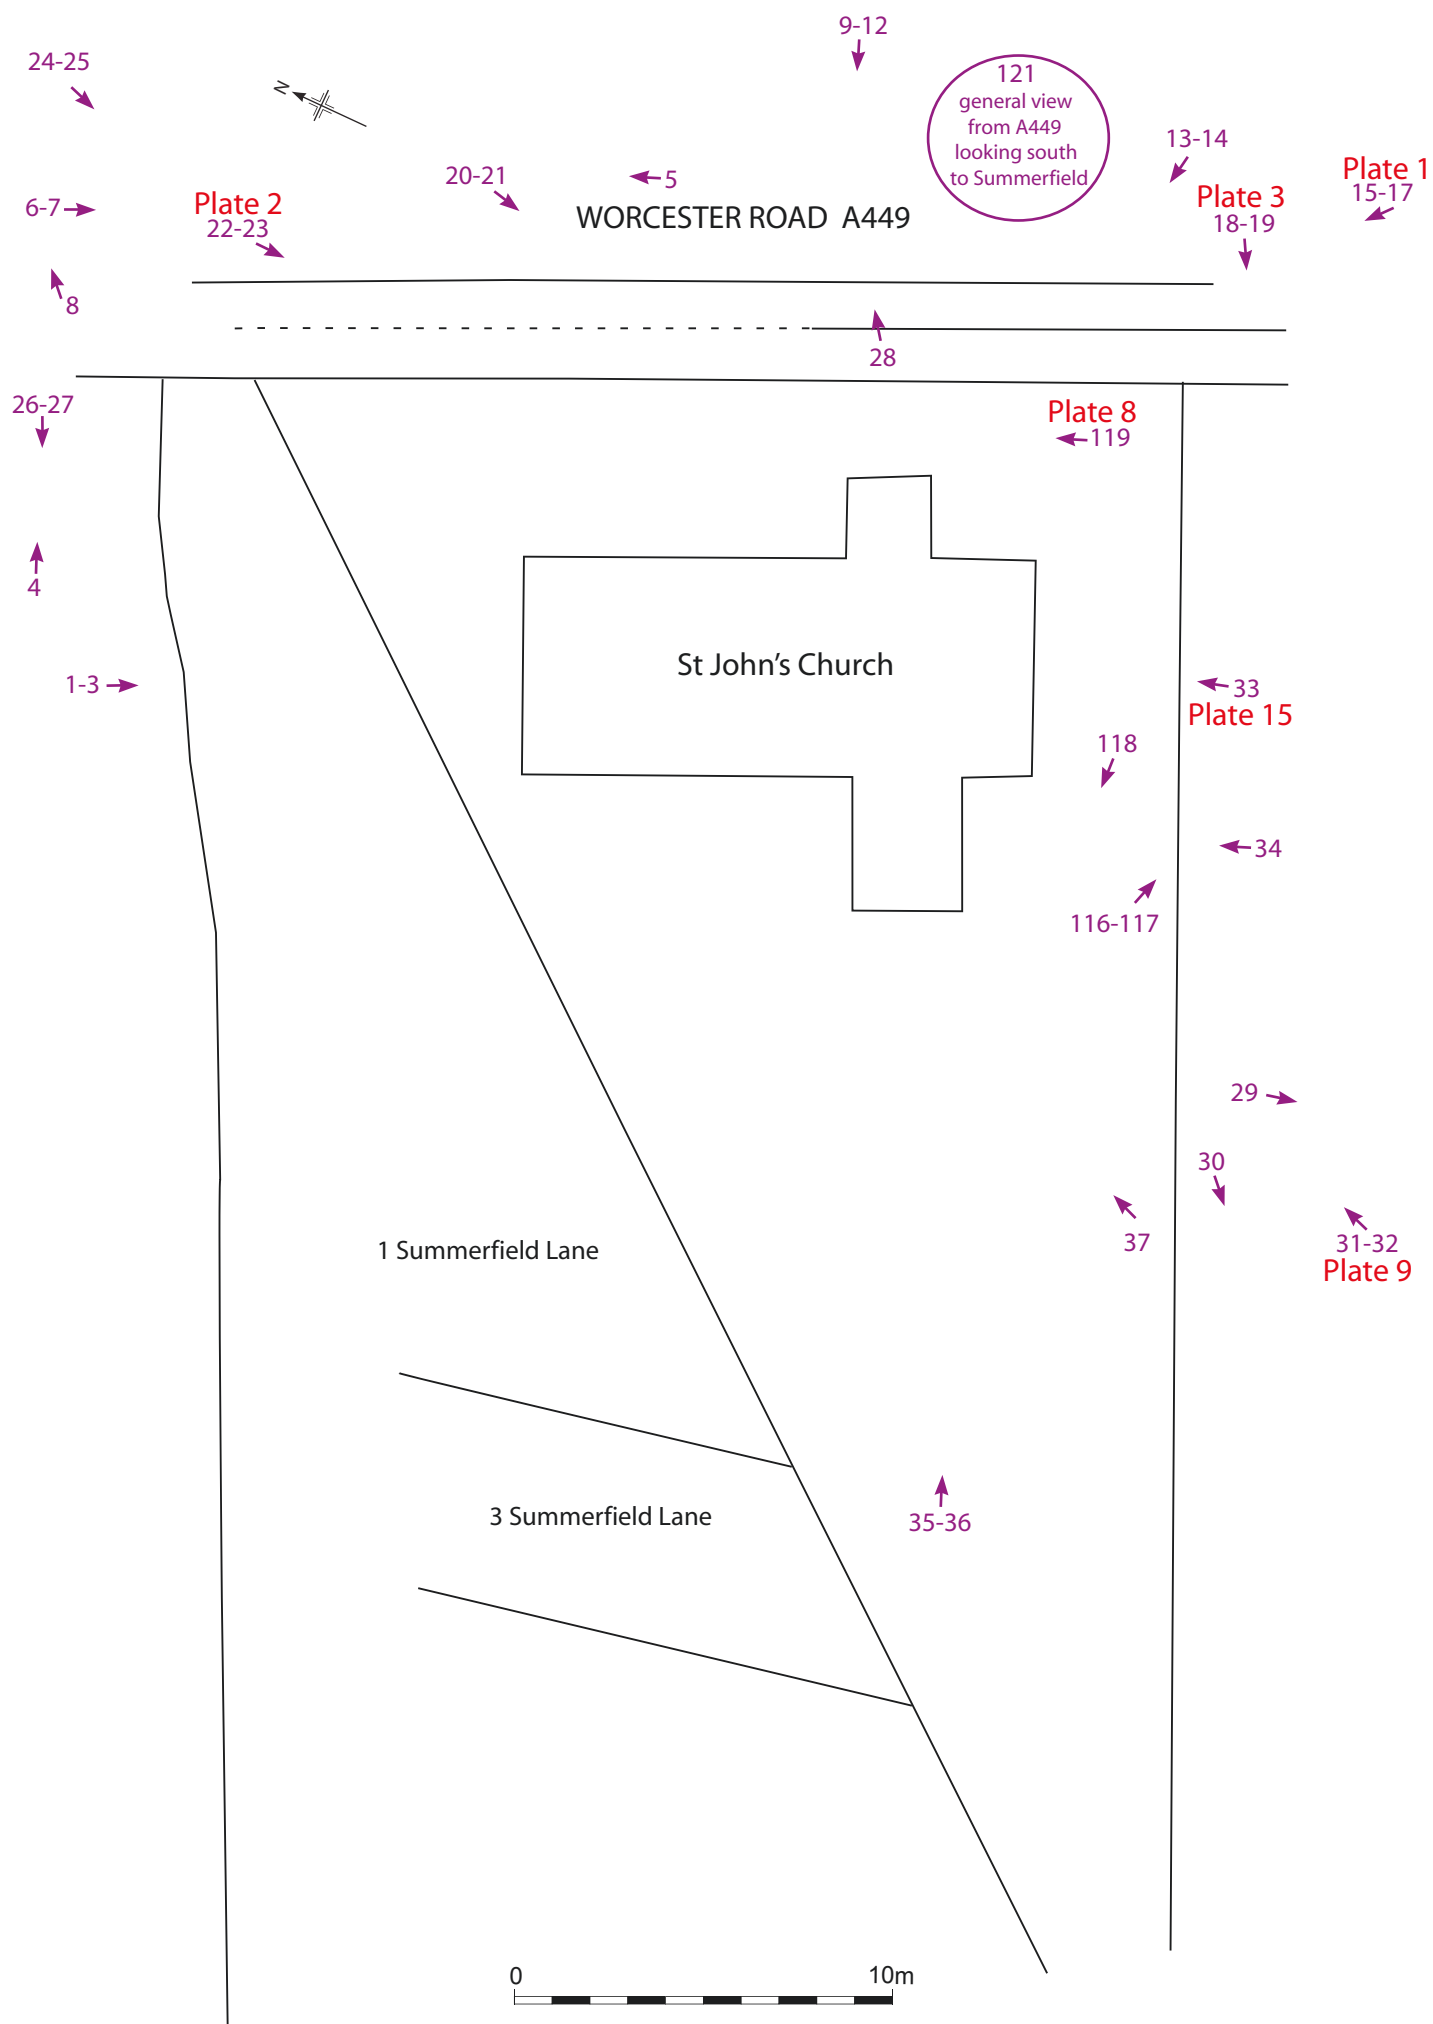 9-12
24-25
121
general view
from A449
looking south
to Summerfield
N
13-14
Plate 1
15-17
20-21
5
6-7
Plate 2
22-23
WORCESTER ROAD A449
Plate 3
18-19
8
28
26-27
Plate 8
119
4
St John's Church
1-3
33
Plate 15
118
34
116-117
29
30
37
31-32
Plate 9
1 Summerfield Lane
3 Summerfield Lane
35-36
0
10m